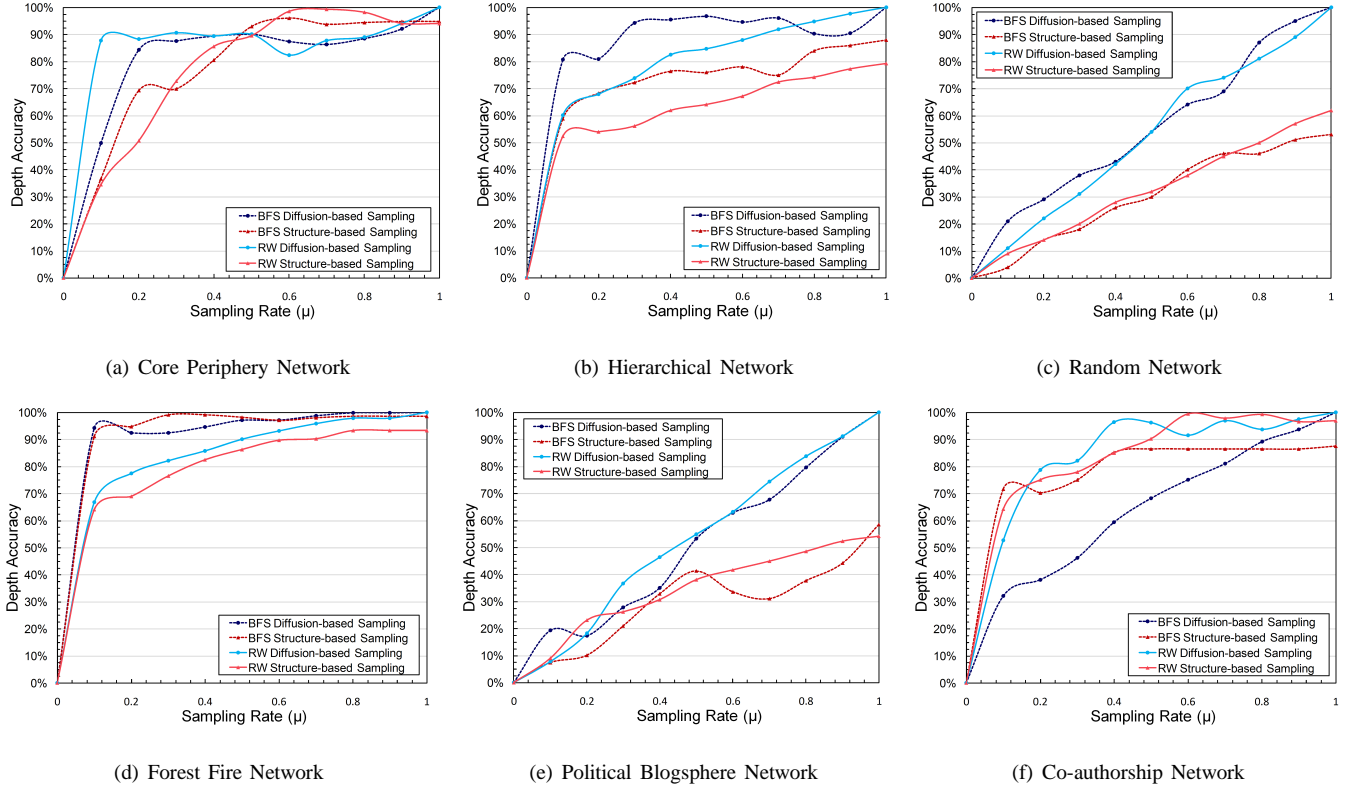 Depth Accuracy
100%
90%
80%
70%
60%
50%
40%
30%
20%
10%
0%
BFS Diffusion-based Sampling
BFS Structure-based Sampling
RW Diffusion-based Sampling
RW Structure-based Sampling
0 0.2 0.4 0.6 0.8 1
Sampling Rate (μ)
(a) Core Periphery Network
Depth Accuracy
100%
90%
80%
70%
60%
50%
40%
30%
20%
10%
0%
BFS Diffusion-based Sampling
BFS Structure-based Sampling
RW Diffusion-based Sampling
RW Structure-based Sampling
0 0.2 0.4 0.6 0.8 1
Sampling Rate (μ)
(b) Hierarchical Network
Depth Accuracy
100%
90%
80%
70%
60%
50%
40%
30%
20%
10%
0%
BFS Diffusion-based Sampling
BFS Structure-based Sampling
RW Diffusion-based Sampling
RW Structure-based Sampling
0 0.2 0.4 0.6 0.8 1
Sampling Rate (μ)
(c) Random Network
Depth Accuracy
100%
90%
80%
70%
60%
50%
40%
30%
20%
10%
0%
BFS Diffusion-based Sampling
BFS Structure-based Sampling
RW Diffusion-based Sampling
RW Structure-based Sampling
0 0.2 0.4 0.6 0.8 1
Sampling Rate (μ)
(d) Forest Fire Network
Depth Accuracy
100%
90%
80%
70%
60%
50%
40%
30%
20%
10%
0%
BFS Diffusion-based Sampling
BFS Structure-based Sampling
RW Diffusion-based Sampling
RW Structure-based Sampling
0 0.2 0.4 0.6 0.8 1
Sampling Rate (μ)
(e) Political Blogsphere Network
Depth Accuracy
100%
90%
80%
70%
60%
50%
40%
30%
20%
10%
0%
BFS Diffusion-based Sampling
BFS Structure-based Sampling
RW Diffusion-based Sampling
RW Structure-based Sampling
0 0.2 0.4 0.6 0.8 1
Sampling Rate (μ)
(f) Co-authorship Network